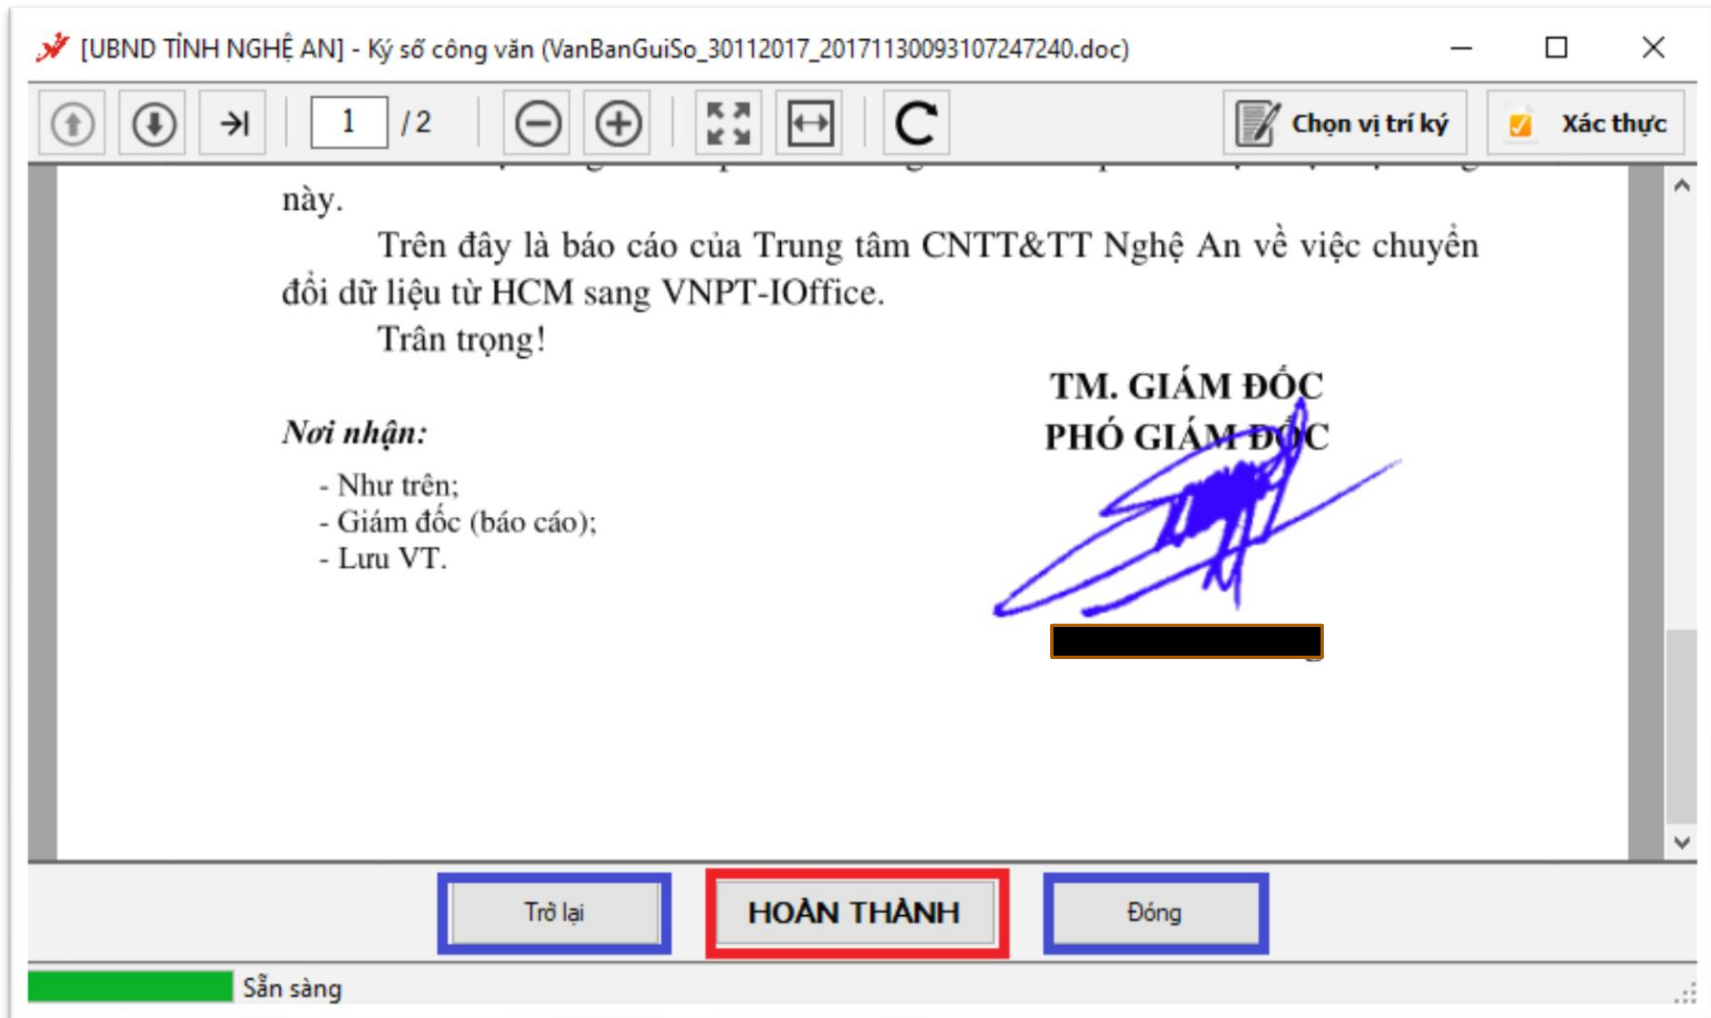 [UBND TỈNH NGHỆ AN] - Ký số công văn (VanBanGuiSo_30112017_20171130093107247240.doc)
1 / 2 Chọn vị trí ký Xác thực
này.
Trên đây là báo cáo của Trung tâm CNTT&TT Nghệ An về việc chuyển
đổi dữ liệu từ HCM sang VNPT-IOffice.
Trân trọng!
TM. GIÁM ĐỐC
PHÓ GIÁM ĐỐC
Nơi nhận:
- Như trên;
- Giám đốc (báo cáo);
- Lưu VT.
Trở lại HOÀN THÀNH Đóng
Sẵn sàng